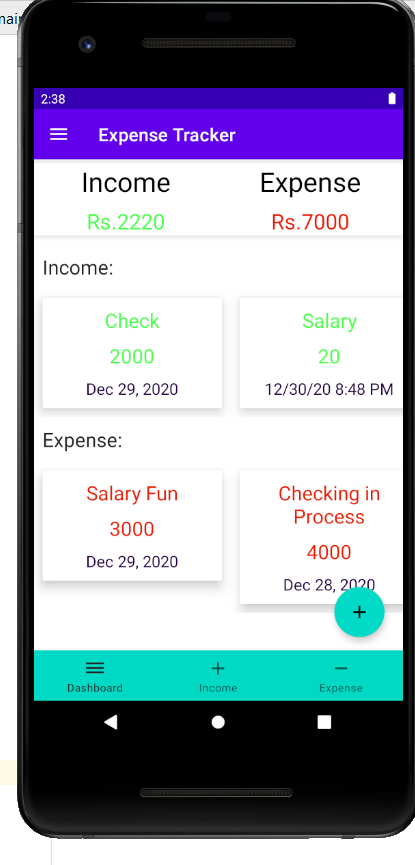 mai
2:38
Expense Tracker
Income
Expense
Rs.2220
Rs.7000
Income:
Check
2000
Dec 29, 2020
Salary
20
12/30/20 8:48 PM
Expense:
Salary Fun
3000
Dec 29, 2020
Checking in
Process
4000
Dec 28, 2020
+
Dashboard
Income
Expense